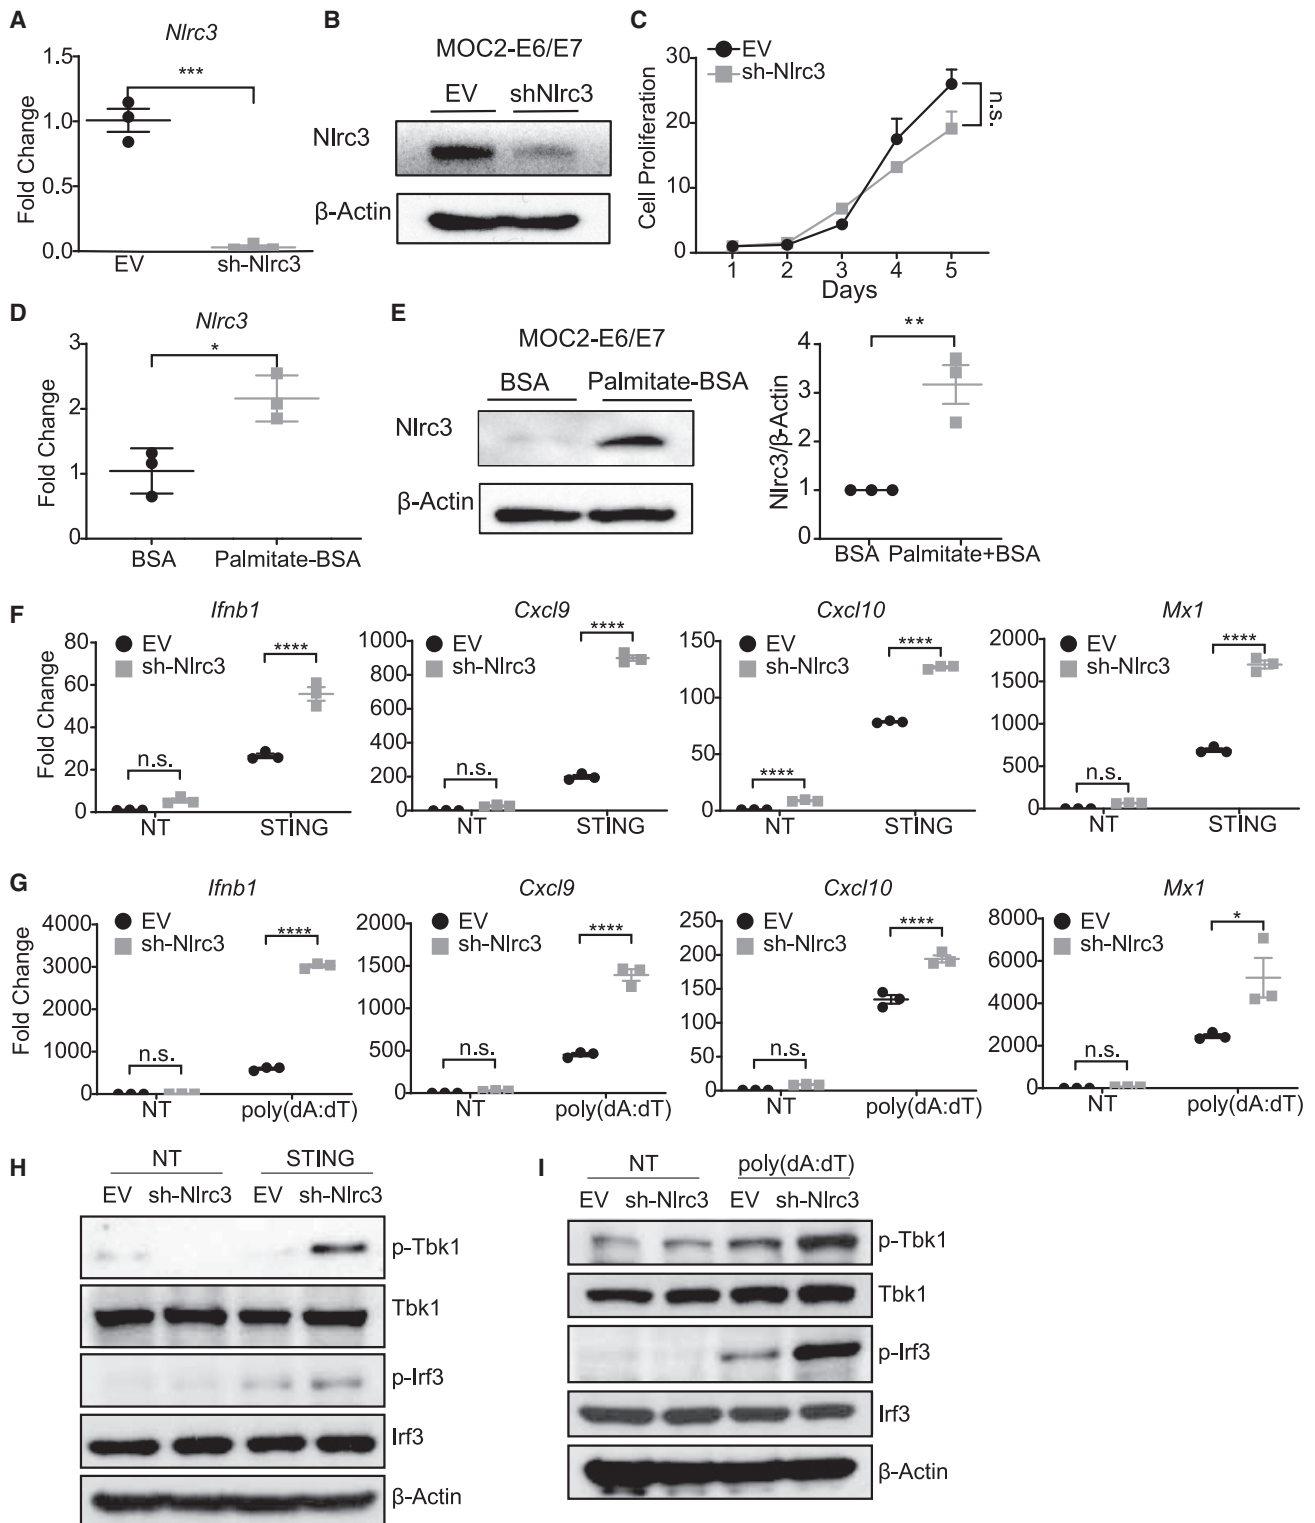 A
Nlrc3
Fold Change
1.5
1.0
0.5
0.0
***
EV
sh-Nlrc3
B
MOC2-E6/E7
EV shNlrc3
Nlrc3
β-Actin
C
EV
sh-Nlrc3
Cell Proliferation
30
20
10
0
n.s.
1 2 3 4 5
Days
D
Nlrc3
Fold Change
3
2
1
0
*
BSA Palmitate-BSA
E
MOC2-E6/E7
BSA Palmitate-BSA
Nlrc3
β-Actin
Nlrc3/β-Actin
4
3
2
1
0
**
BSA Palmitate+BSA
F
Ifnb1
EV
sh-Nlrc3
Fold Change
80
60
40
20
0
n.s.
****
NT STING
Cxcl9
EV
sh-Nlrc3
1000
800
600
400
200
0
n.s.
****
NT STING
Cxcl10
EV
sh-Nlrc3
150
100
50
0
****
****
NT STING
Mx1
EV
sh-Nlrc3
2000
1500
1000
500
0
n.s.
****
NT STING
G
Ifnb1
EV
sh-Nlrc3
Fold Change
4000
3000
2000
1000
0
n.s.
****
NT poly(dA:dT)
Cxcl9
EV
sh-Nlrc3
2000
1500
1000
500
0
n.s.
****
NT poly(dA:dT)
Cxcl10
EV
sh-Nlrc3
250
200
150
100
50
0
n.s.
****
NT poly(dA:dT)
Mx1
EV
sh-Nlrc3
8000
6000
4000
2000
0
n.s.
*
NT poly(dA:dT)
H
NT STING
EV sh-Nlrc3 EV sh-Nlrc3
p-Tbk1
Tbk1
p-Irf3
Irf3
β-Actin
I
NT poly(dA:dT)
EV sh-Nlrc3 EV sh-Nlrc3
p-Tbk1
Tbk1
p-Irf3
Irf3
β-Actin